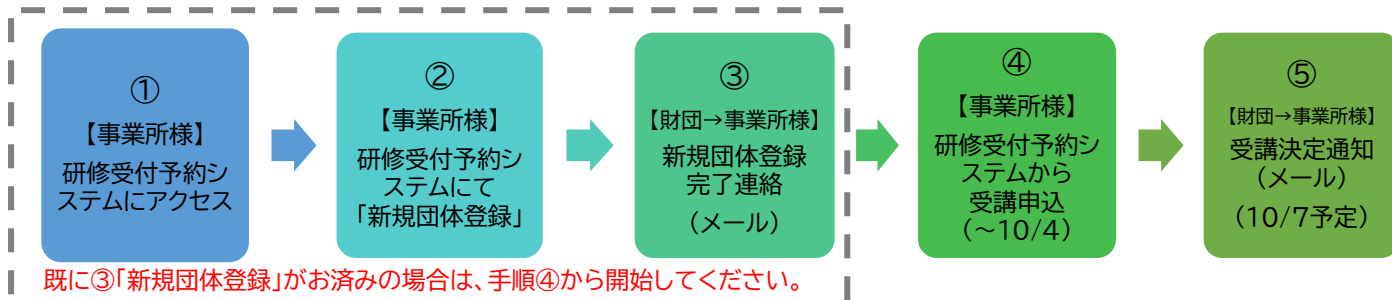 ①
【事業所様】
研修受付予約シ
ステムにアクセス
②
【事業所様】
研修受付予約シ
ステムにて
「新規団体登録」
③
【財団→事業所様】
新規団体登録
完了連絡
（メール）
④
【事業所様】
研修受付予約シ
ステムから
受講申込
（～10/4）
⑤
【財団→事業所様】
受講決定通知
（メール）
（10/7予定）
既に③「新規団体登録」がお済みの場合は、手順④から開始してください。